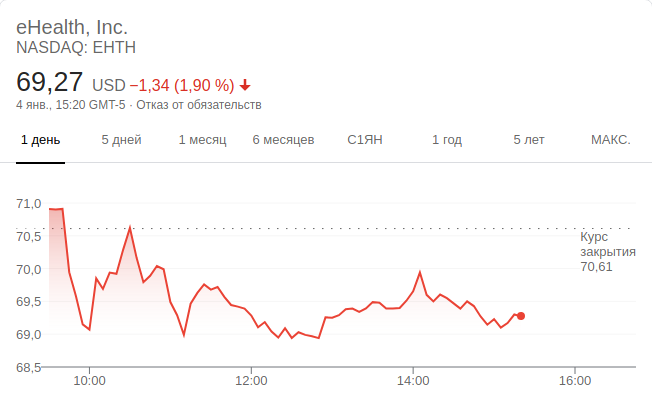 eHealth, Inc.
NASDAQ: EHTH
69,27 USD −1,34 (1,90 %)
4 янв., 15:20 GMT-5 · Отказ от обязательств
1 день 5 дней 1 месяц 6 месяцев С1ЯН 1 год 5 лет МАКС.
71,0
70,5
Курс
закрытия
70,61
70,0
69,5
69,0
68,5
10:00 12:00 14:00 16:00